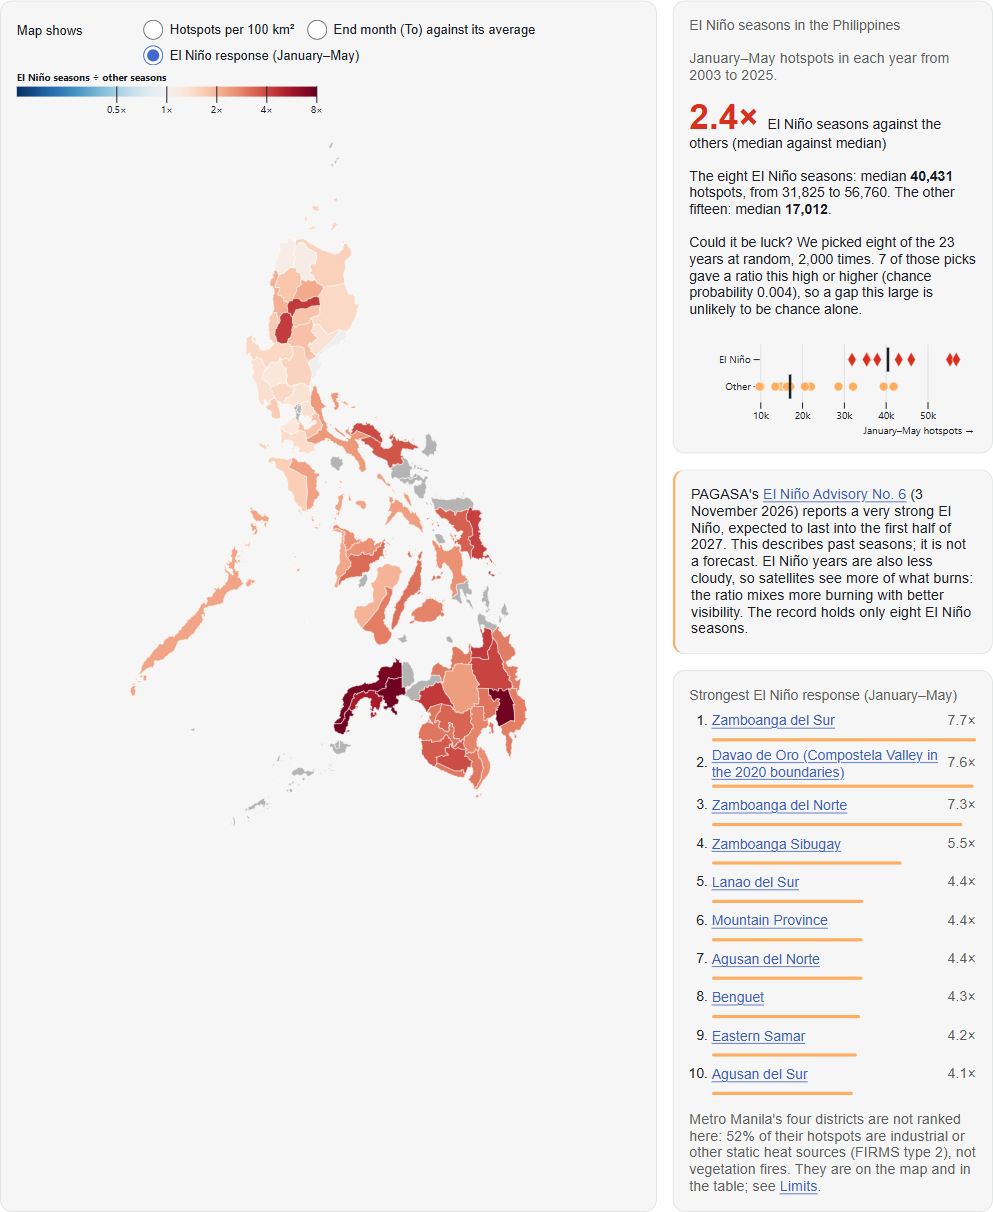 Map shows
Hotspots per 100 km²
End month (To) against its average
El Niño response (January–May)
El Niño seasons ÷ other seasons
0.5×
1×
2×
4×
8×
El Niño seasons in the Philippines
January–May hotspots in each year from
2003 to 2025.
2.4× El Niño seasons against the
others (median against median)
The eight El Niño seasons: median 40,431
hotspots, from 31,825 to 56,760. The other
fifteen: median 17,012.
Could it be luck? We picked eight of the 23
years at random, 2,000 times. 7 of those picks
gave a ratio this high or higher (chance
probability 0.004), so a gap this large is
unlikely to be chance alone.
El Niño
Other
10k
20k
30k
40k
50k
January–May hotspots →
PAGASA's El Niño Advisory No. 6 (3
November 2026) reports a very strong El
Niño, expected to last into the first half of
2027. This describes past seasons; it is not
a forecast. El Niño years are also less
cloudy, so satellites see more of what burns:
the ratio mixes more burning with better
visibility. The record holds only eight El Niño
seasons.
Strongest El Niño response (January–May)
1. Zamboanga del Sur 7.7×
2. Davao de Oro (Compostela Valley in
the 2020 boundaries) 7.6×
3. Zamboanga del Norte 7.3×
4. Zamboanga Sibugay 5.5×
5. Lanao del Sur 4.4×
6. Mountain Province 4.4×
7. Agusan del Norte 4.4×
8. Benguet 4.3×
9. Eastern Samar 4.2×
10. Agusan del Sur 4.1×
Metro Manila's four districts are not ranked
here: 52% of their hotspots are industrial or
other static heat sources (FIRMS type 2), not
vegetation fires. They are on the map and in
the table; see Limits.